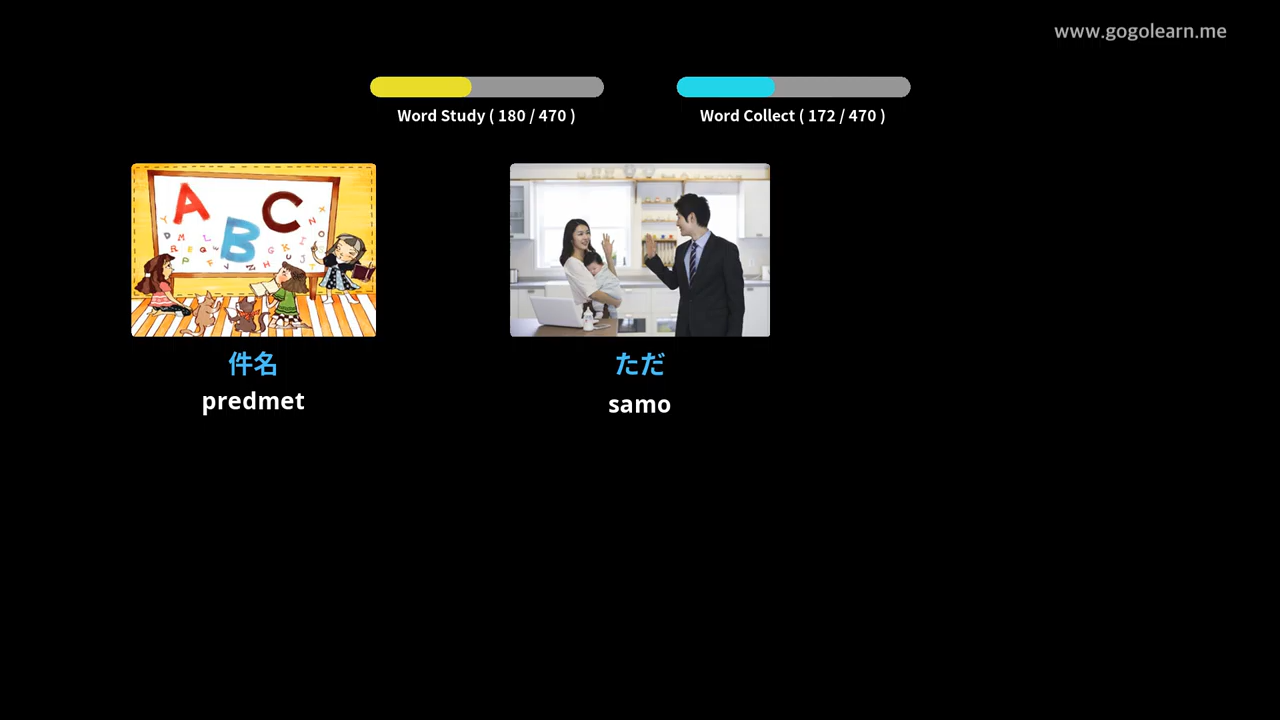 www.gogolearn.me
Word Study ( 180 / 470 )
Word Collect ( 172 / 470 )
A B C
件名
predmet
ただ
samo